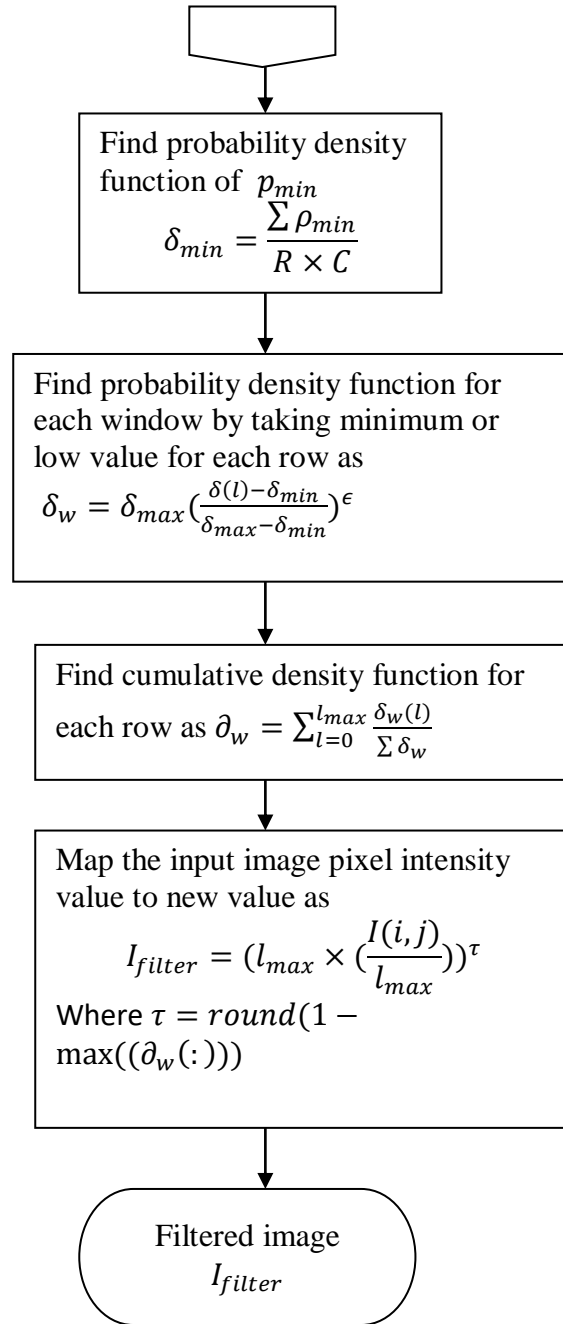 Find probability density
function of p_min
δ_min = ∑ ρ_min / (R × C)
Find probability density function for
each window by taking minimum or
low value for each row as
δ_w = δ_max((δ(l)−δ_min)/(δ_max−δ_min))^ϵ
Find cumulative density function for
each row as ∂_w = ∑_{l=0}^{l_max} δ_w(l)/∑ δ_w
Map the input image pixel intensity
value to new value as
I_filter = (l_max × (I(i,j)/l_max))^τ
Where τ = round(1 −
max((∂_w(:)))
Filtered image
I_filter